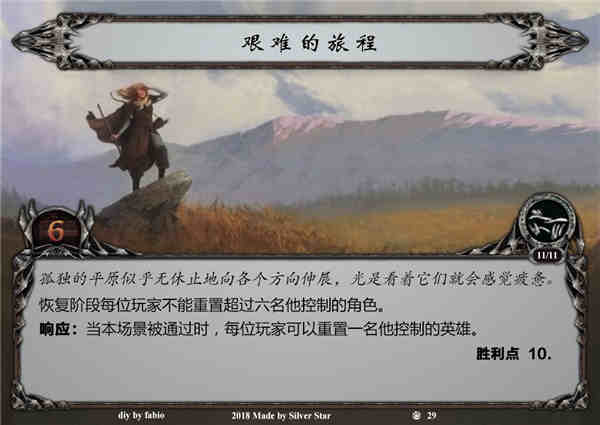 艰难的旅程
6
11/11
孤独的平原似乎无休止地向各个方向伸展，光是看着它们就会感觉疲惫。
恢复阶段每位玩家不能重置超过六名他控制的角色。
响应：当本场景被通过时，每位玩家可以重置一名他控制的英雄。
胜利点 10.
diy by fabio 2018 Made by Silver Star 29